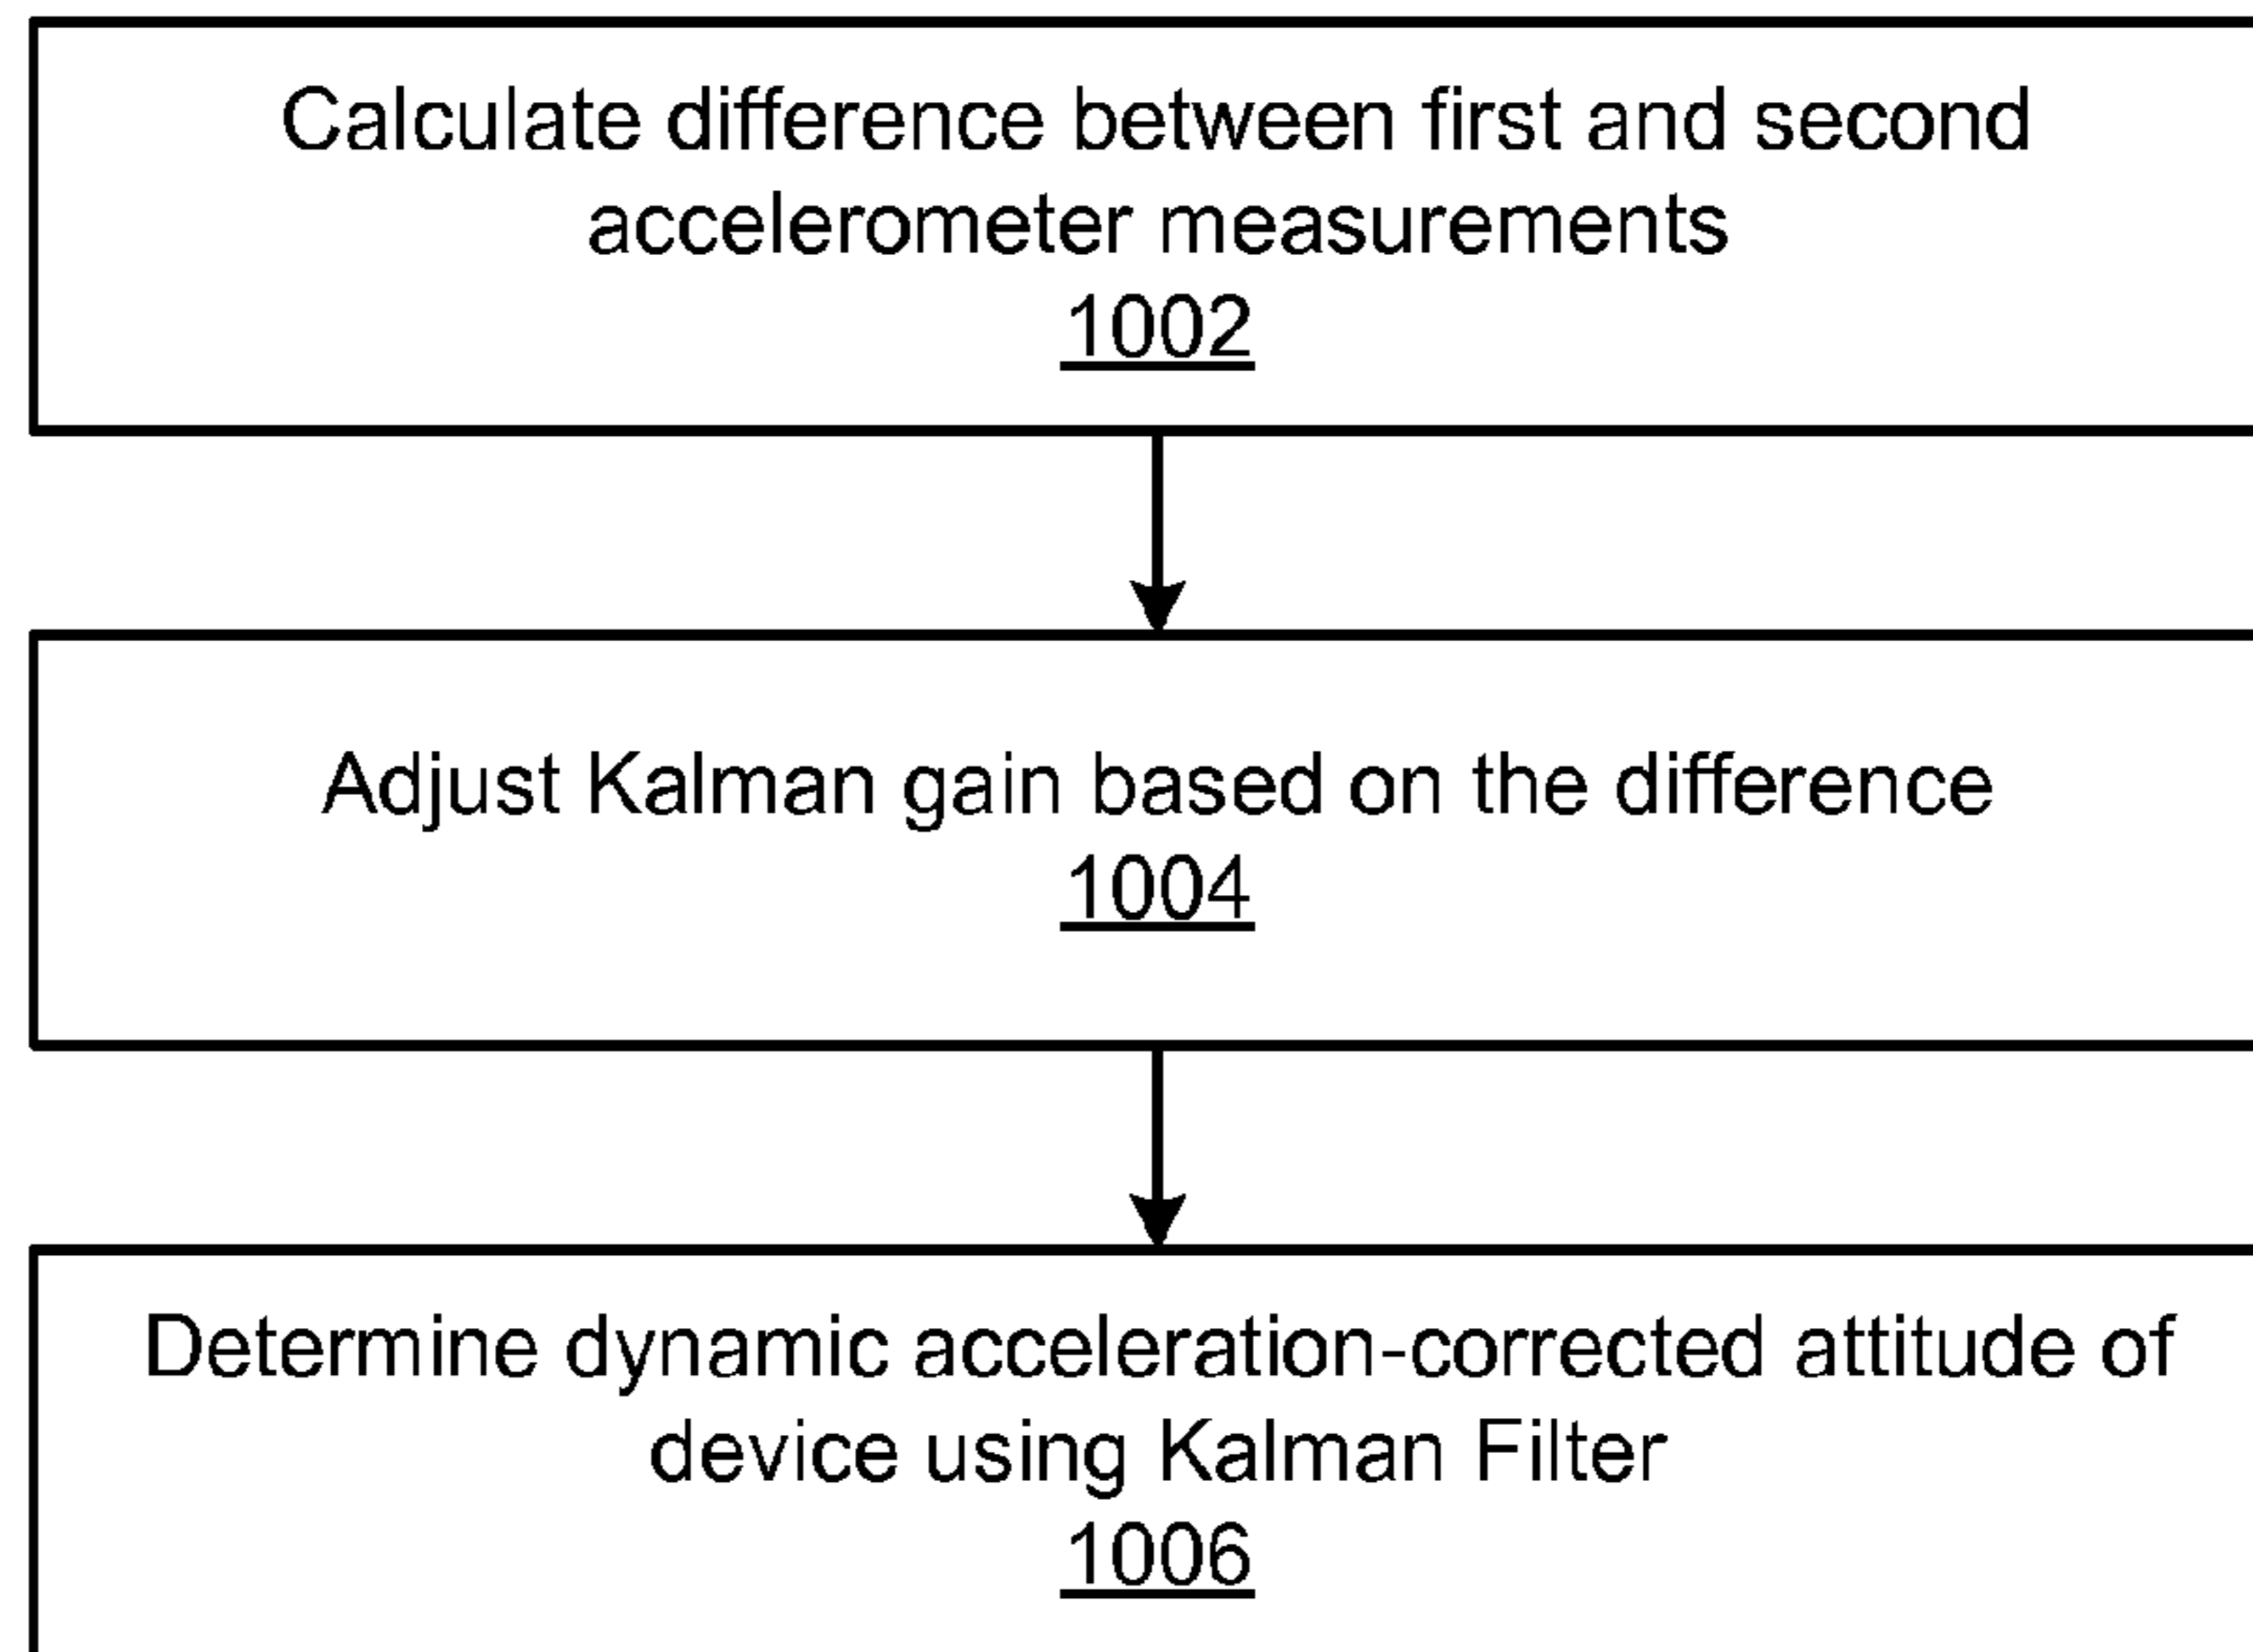 Calculate difference between first and second
accelerometer measurements
1002
Adjust Kalman gain based on the difference
1004
Determine dynamic acceleration-corrected attitude of
device using Kalman Filter
1006